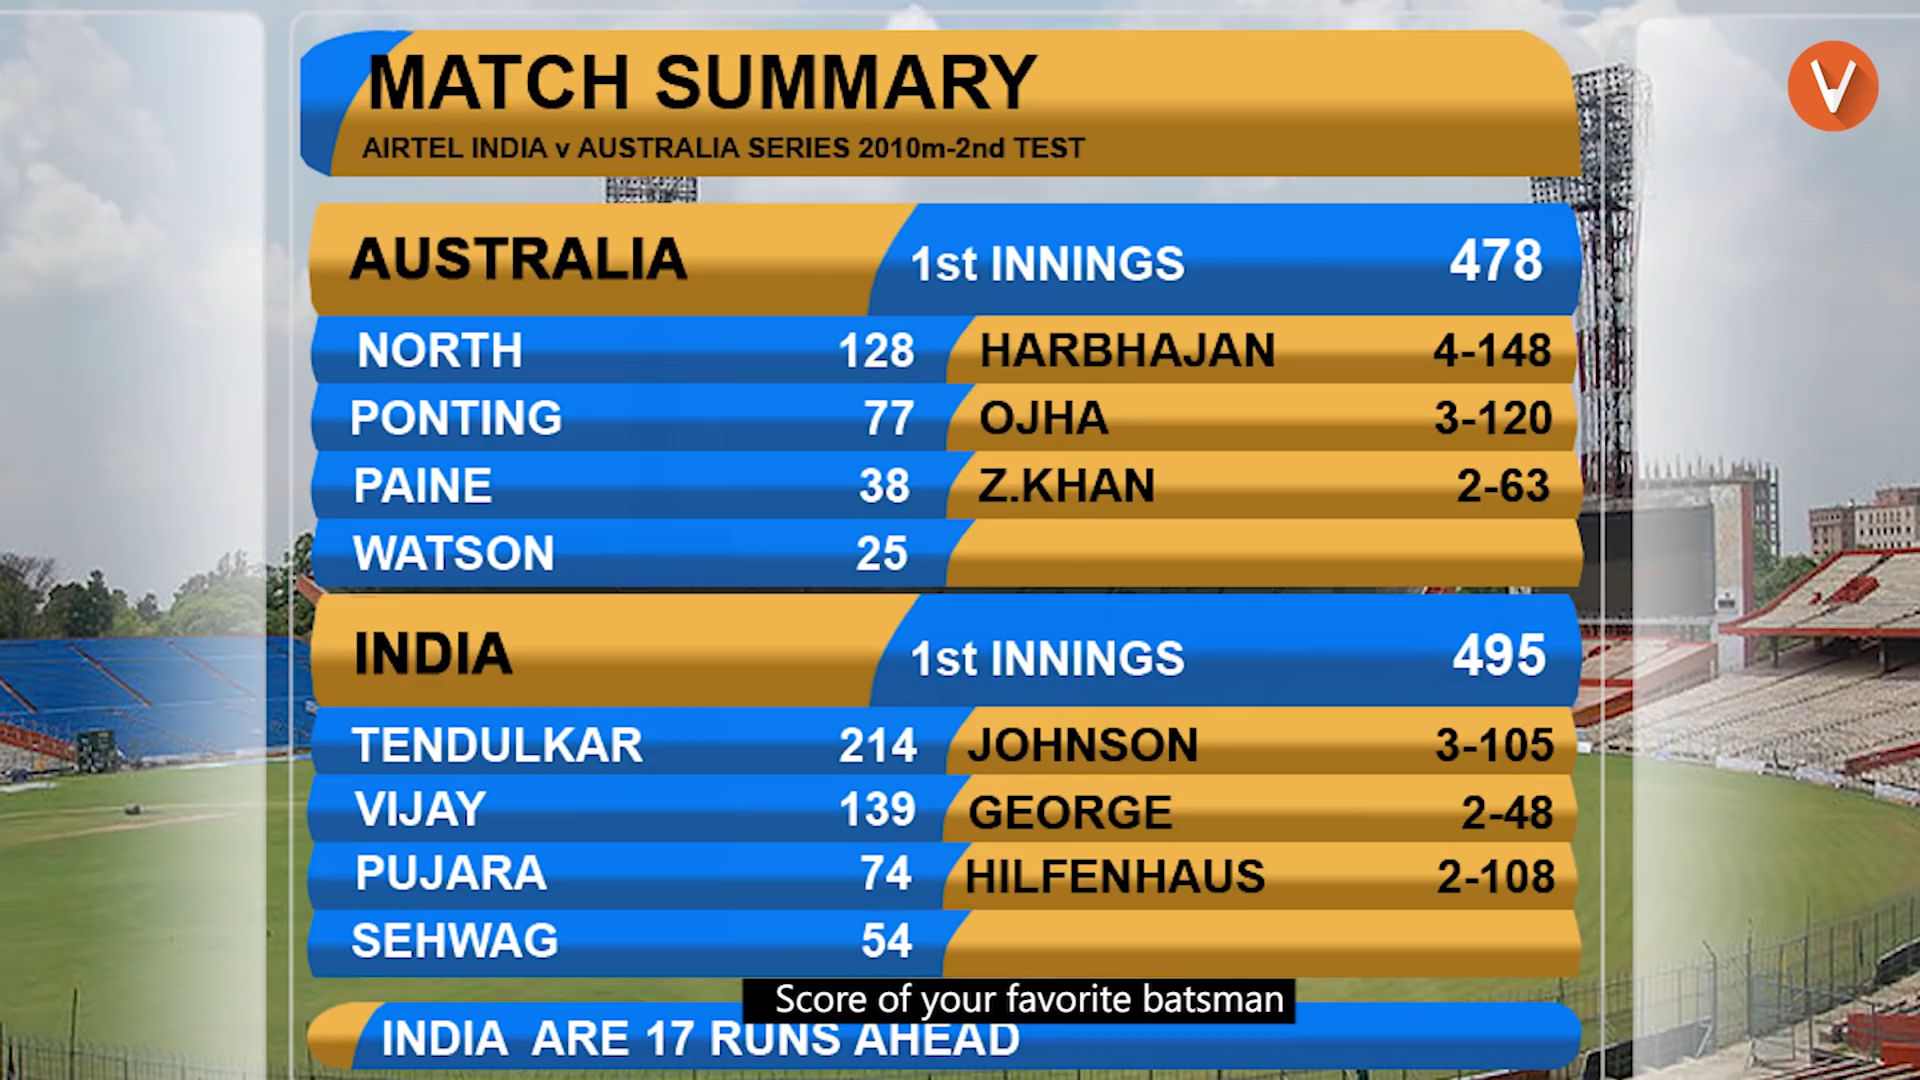 MATCH SUMMARY
AIRTEL INDIA v AUSTRALIA SERIES 2010m-2nd TEST
AUSTRALIA 1st INNINGS 478
NORTH 128 HARBHAJAN 4-148
PONTING 77 OJHA 3-120
PAINE 38 Z.KHAN 2-63
WATSON 25
INDIA 1st INNINGS 495
TENDULKAR 214 JOHNSON 3-105
VIJAY 139 GEORGE 2-48
PUJARA 74 HILFENHAUS 2-108
SEHWAG 54
Score of your favorite batsman
INDIA ARE 17 RUNS AHEAD